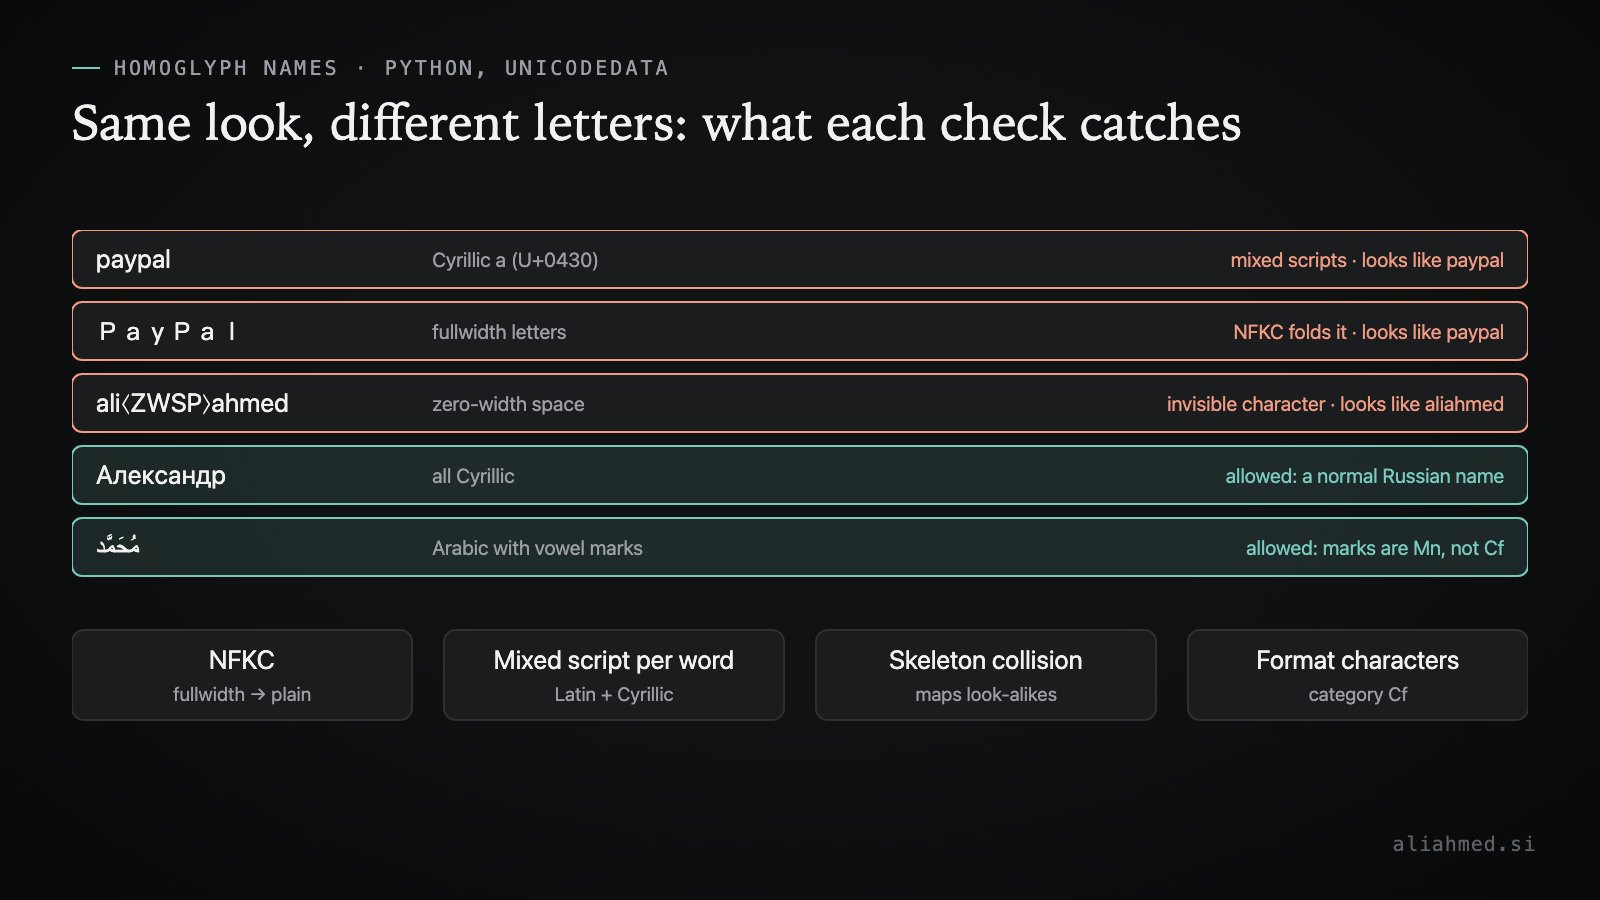 HOMOGLYPH NAMES · PYTHON, UNICODEDATA
Same look, different letters: what each check catches
paypal Cyrillic a (U+0430) mixed scripts · looks like paypal
ＰａｙＰａｌ fullwidth letters NFKC folds it · looks like paypal
ali⟨ZWSP⟩ahmed zero-width space invisible character · looks like aliahmed
Александр all Cyrillic allowed: a normal Russian name
مُحَمَّد Arabic with vowel marks allowed: marks are Mn, not Cf
NFKC Mixed script per word Skeleton collision Format characters
fullwidth → plain Latin + Cyrillic maps look-alikes category Cf
aliahmed.si